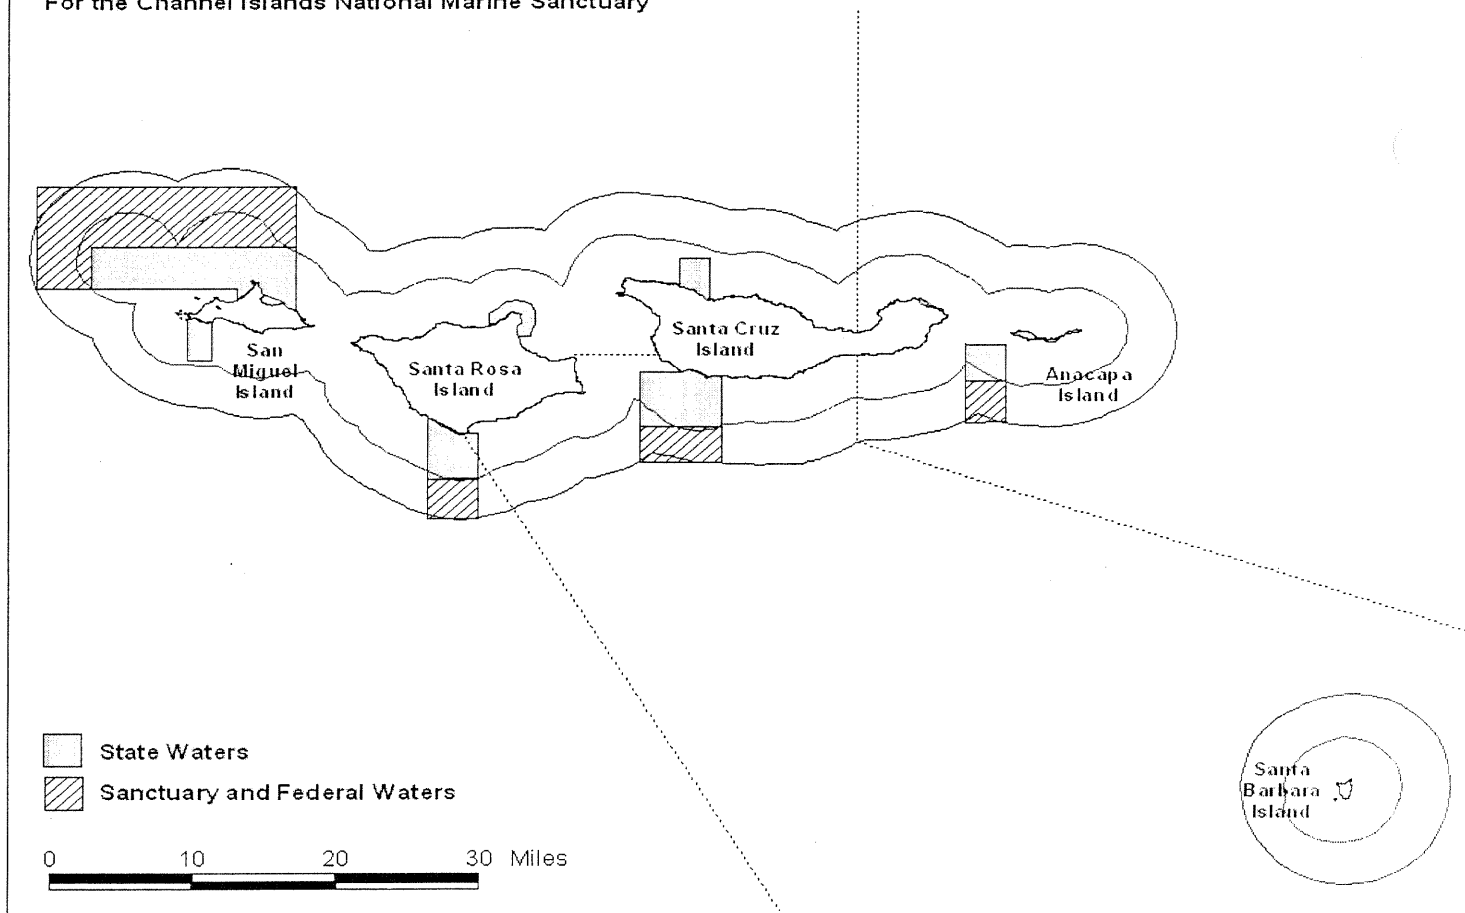 For the Channel Islands National Marine Sanctuary
Santa Cruz
Island
San
Miguel
Island
Santa Rosa
Island
Anacapa
Island
State Waters
Sanctuary and Federal Waters
Santa
Barbara
Island
0 10 20 30 Miles